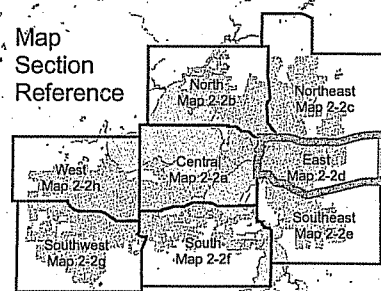 Map
Section
Reference
North
Map 2-2b
Northeast
Map 2-2c
West
Map 2-2h
Central
Map 2-2a
East
Map 2-2d
Southwest
Map 2-2g
South
Map 2-2f
Southeast
Map 2-2e